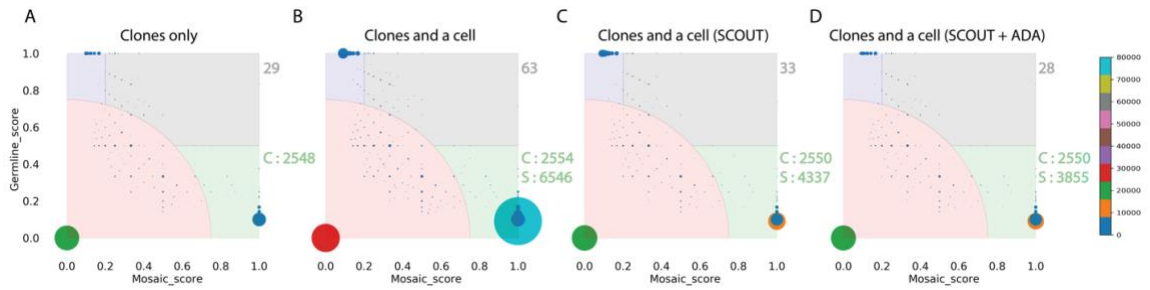 A
Clones only
B
Clones and a cell
C
Clones and a cell (SCOUT)
D
Clones and a cell (SCOUT + ADA)
Germline_score
1.0
0.8
0.6
0.4
0.2
0.0
29
C : 2548
0.0 0.2 0.4 0.6 0.8 1.0
Mosaic_score
63
C : 2554
S : 6546
0.0 0.2 0.4 0.6 0.8 1.0
Mosaic_score
33
C : 2550
S : 4337
0.0 0.2 0.4 0.6 0.8 1.0
Mosaic_score
28
C : 2550
S : 3855
0.0 0.2 0.4 0.6 0.8 1.0
Mosaic_score
80000
70000
60000
50000
40000
30000
20000
10000
0